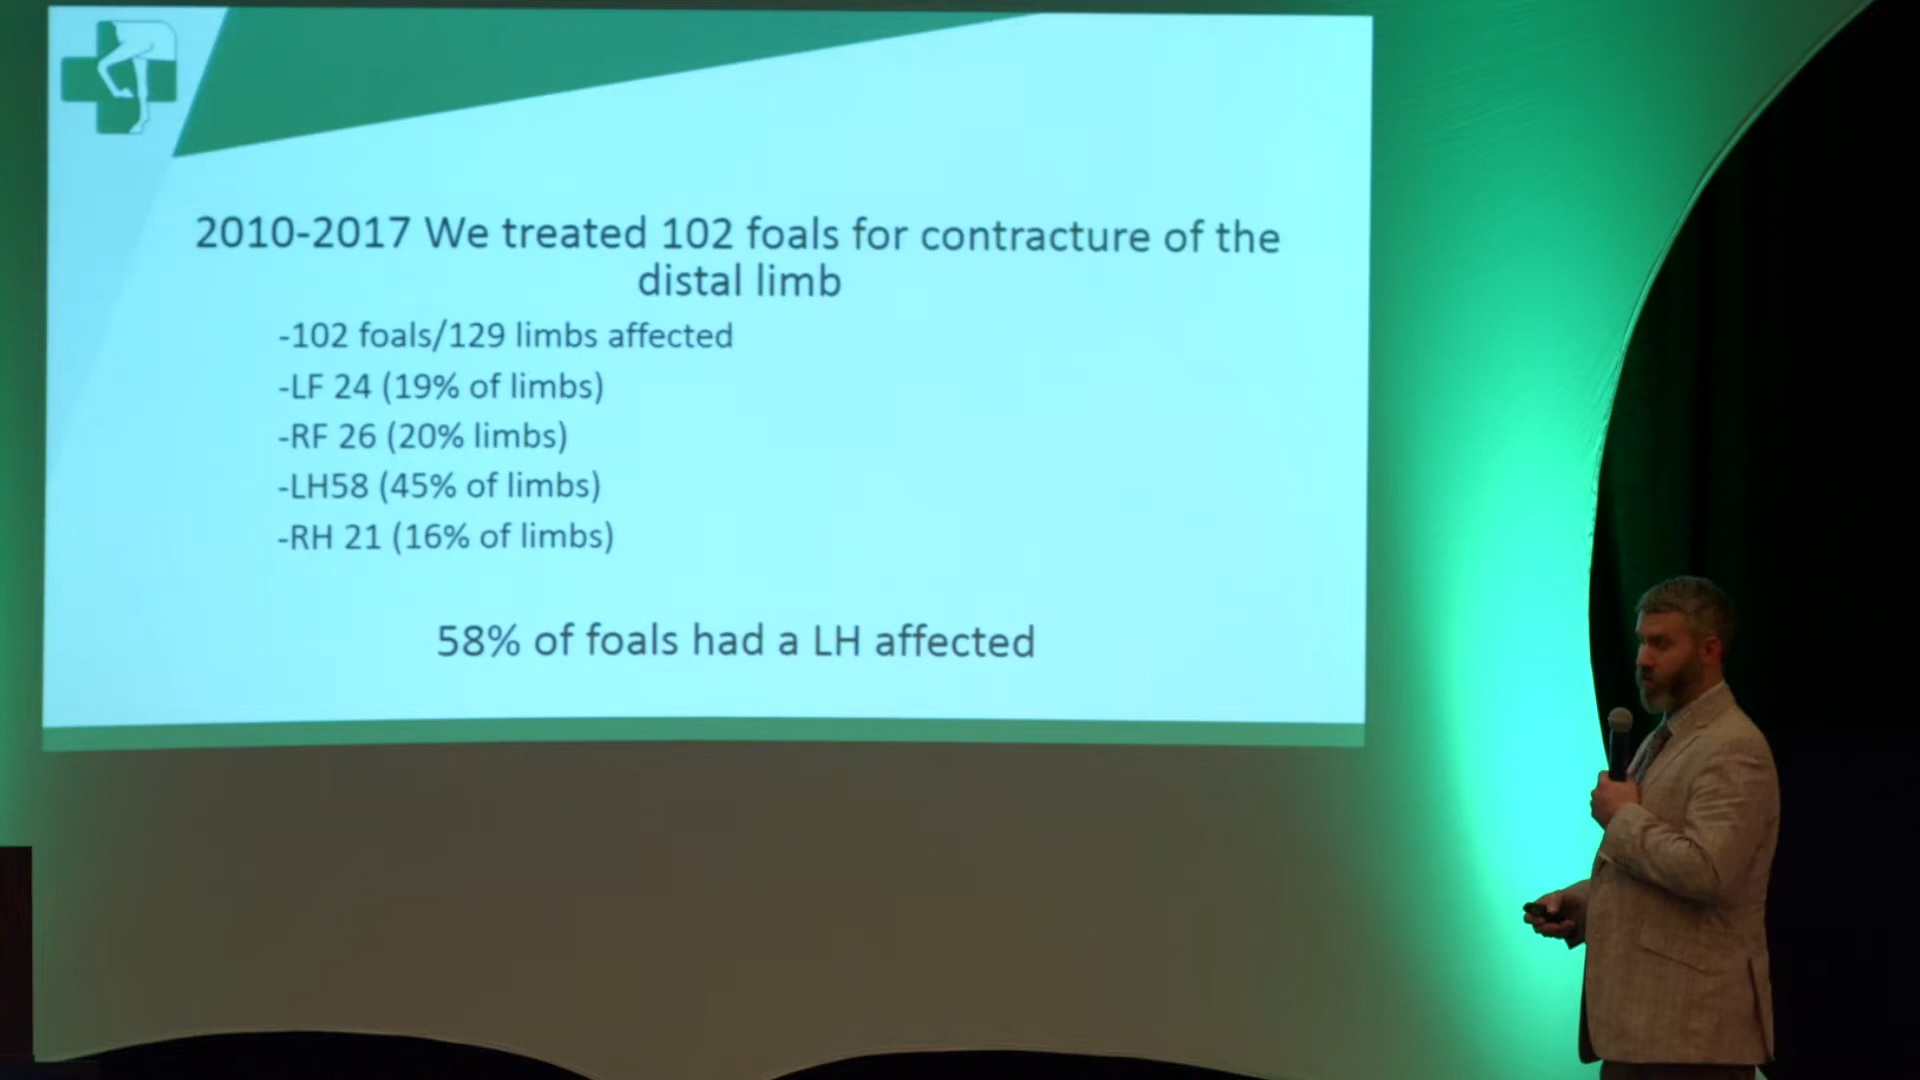 2010-2017 We treated 102 foals for contracture of the
distal limb
-102 foals/129 limbs affected
-LF 24 (19% of limbs)
-RF 26 (20% limbs)
-LH58 (45% of limbs)
-RH 21 (16% of limbs)
58% of foals had a LH affected